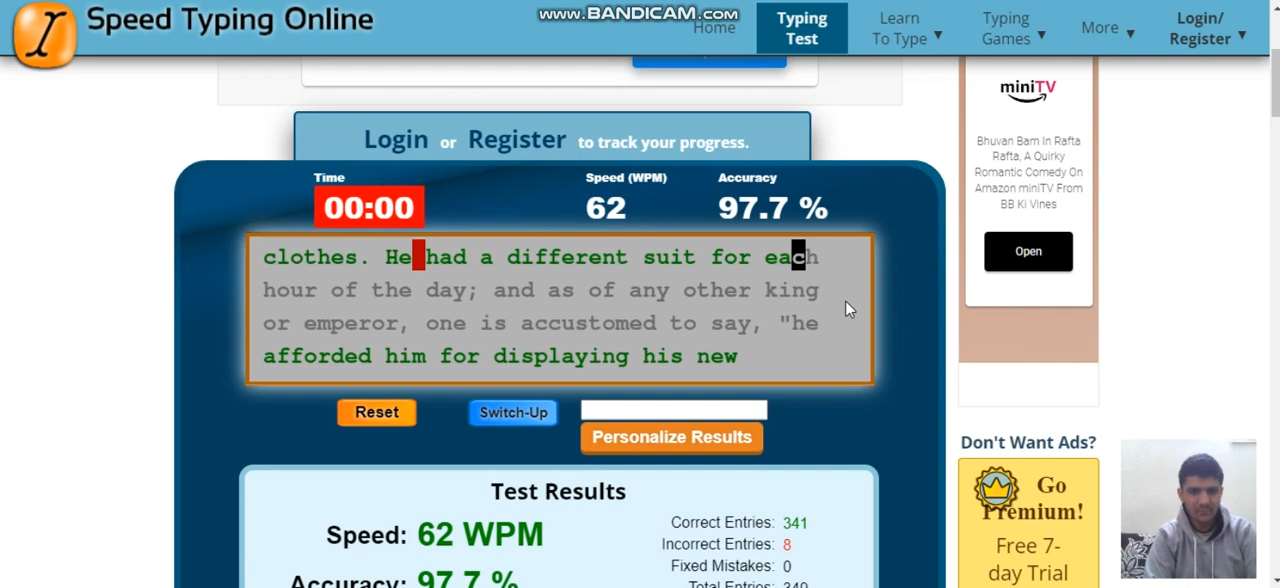 Speed Typing Online
www.BANDICAM.com
Home
Typing
Test
Learn
To Type ▼
Typing
Games ▼
More ▼
Login/
Register ▼
Login or Register to track your progress.
Time
00:00
Speed (WPM)
62
Accuracy
97.7 %
clothes. He had a different suit for each
hour of the day; and as of any other king
or emperor, one is accustomed to say, "he
afforded him for displaying his new
Reset
Switch-Up
Personalize Results
Test Results
Speed: 62 WPM
Accuracy: 97.7 %
Correct Entries: 341
Incorrect Entries: 8
Fixed Mistakes: 0
Total Entries: 349
miniTV
Bhuvan Bam In Rafta
Rafta, A Quirky
Romantic Comedy On
Amazon miniTV From
BB Ki Vines
Open
Don't Want Ads?
Go
Premium!
Free 7-
day Trial